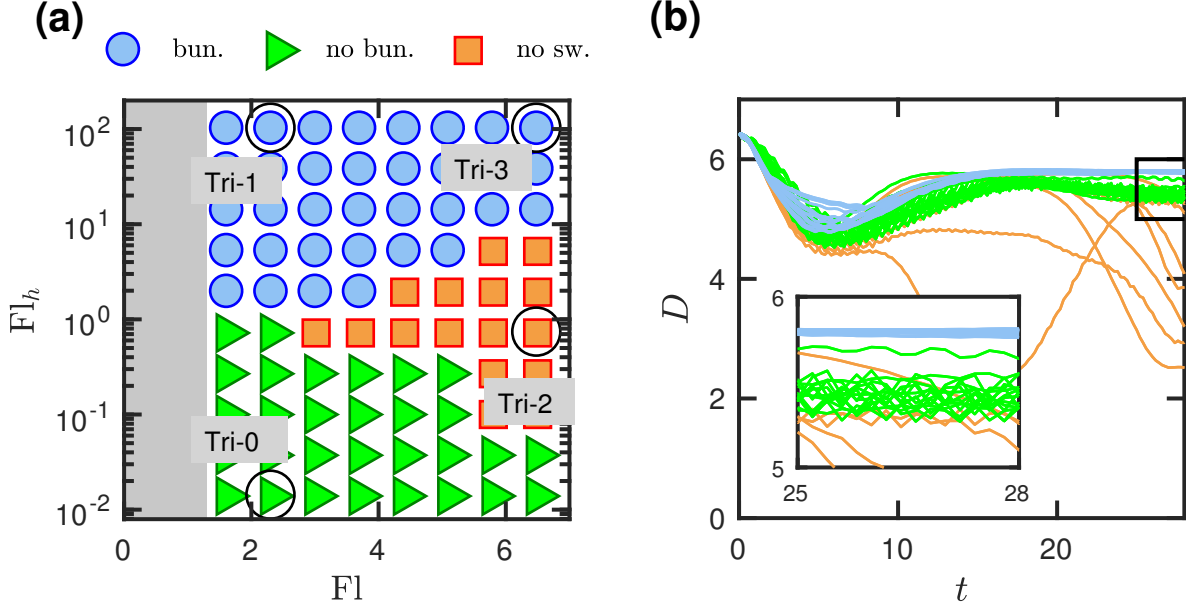 (a)
bun. no bun. no sw.
10^2
10^1
10^0
10^-1
10^-2
Fl_h
Tri-1
Tri-3
Tri-2
Tri-0
0 2 4 6
Fl
(b)
6
4
2
0
D
6
5
25 28
0 10 20
t